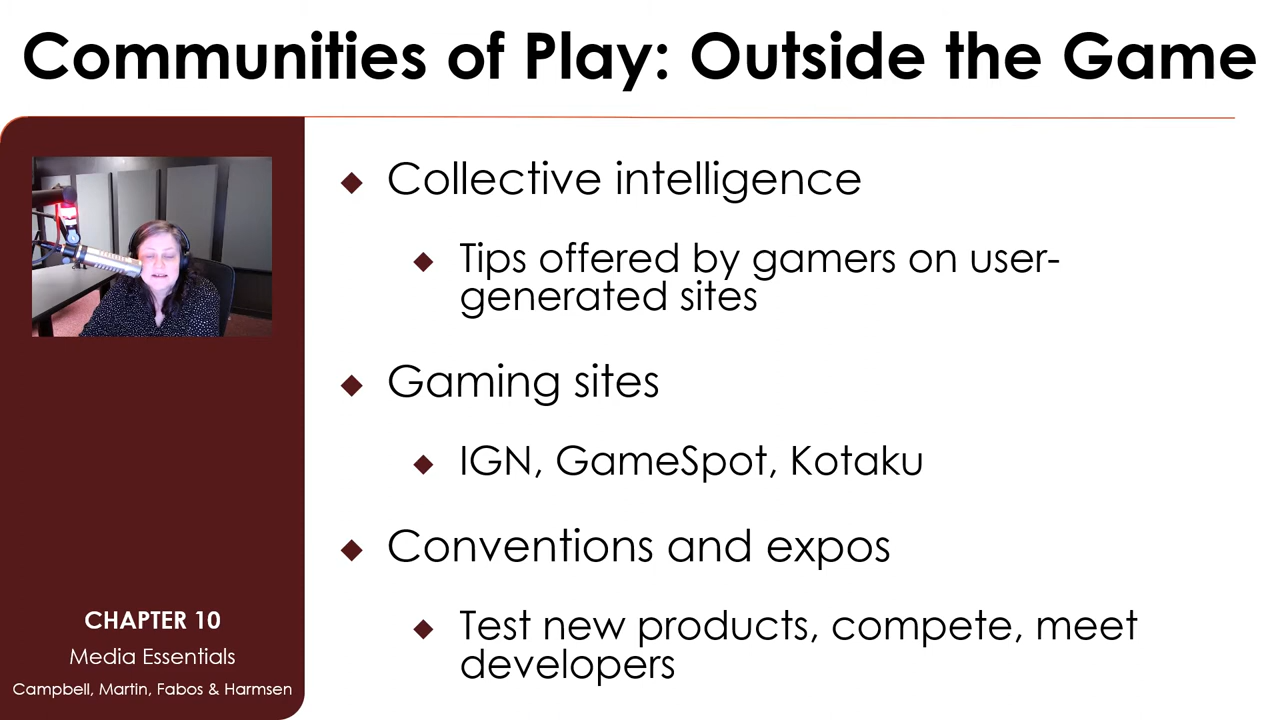 Communities of Play: Outside the Game
◆ Collective intelligence
◆ Tips offered by gamers on user-
generated sites
◆ Gaming sites
◆ IGN, GameSpot, Kotaku
◆ Conventions and expos
◆ Test new products, compete, meet
developers
CHAPTER 10
Media Essentials
Campbell, Martin, Fabos & Harmsen